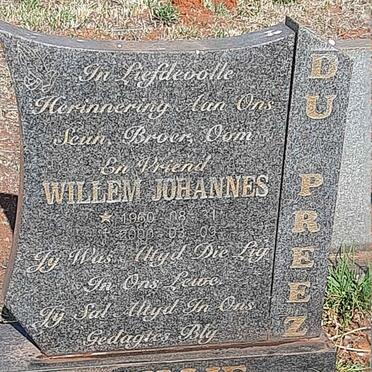 In Liefdevolle
Herinnering Aan Ons
Seun, Broer, Oom
En Vriend
WILLEM JOHANNES
DU PREEZ
Jy Was Altyd Die Lig
In Ons Lewe
Jy Sal Altyd In Ons
Gedagtes Bly